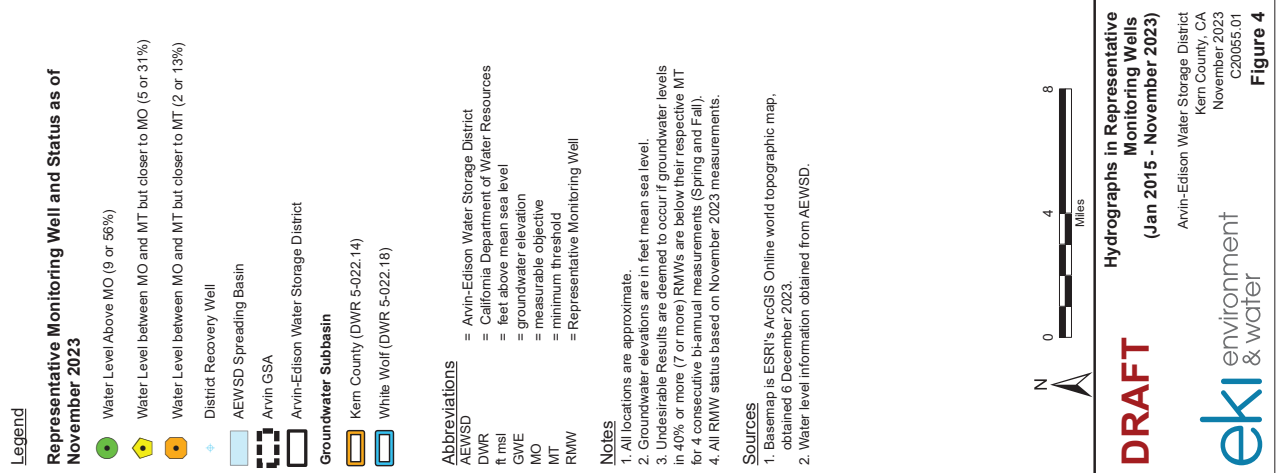 Legend
Representative Monitoring Well and Status as of
November 2023
Water Level Above MO (9 or 56%)
Water Level between MO and MT but closer to MO (5 or 31%)
Water Level between MO and MT but closer to MT (2 or 13%)
District Recovery Well
AEWSD Spreading Basin
Arvin GSA
Arvin-Edison Water Storage District
Groundwater Subbasin
Kern County (DWR 5-022.14)
White Wolf (DWR 5-022.18)
Abbreviations
AEWSD = Arvin-Edison Water Storage District
DWR = California Department of Water Resources
ft msl = feet above mean sea level
GWE = groundwater elevation
MO = measurable objective
MT = minimum threshold
RMW = Representative Monitoring Well
Notes
1. All locations are approximate.
2. Groundwater elevations are in feet mean sea level.
3. Undesirable Results are deemed to occur if groundwater levels
in 40% or more (7 or more) RMWs are below their respective MT
for 4 consecutive bi-annual measurements (Spring and Fall).
4. All RMW status based on November 2023 measurements.
Sources
1. Basemap is ESRI's ArcGIS Online world topographic map,
obtained 6 December 2023.
2. Water level information obtained from AEWSD.
N
0 4 8
Miles
DRAFT
Hydrographs in Representative
Monitoring Wells
(Jan 2015 - November 2023)
Arvin-Edison Water Storage District
Kern County, CA
November 2023
C20055.01
Figure 4
eki environment
& water